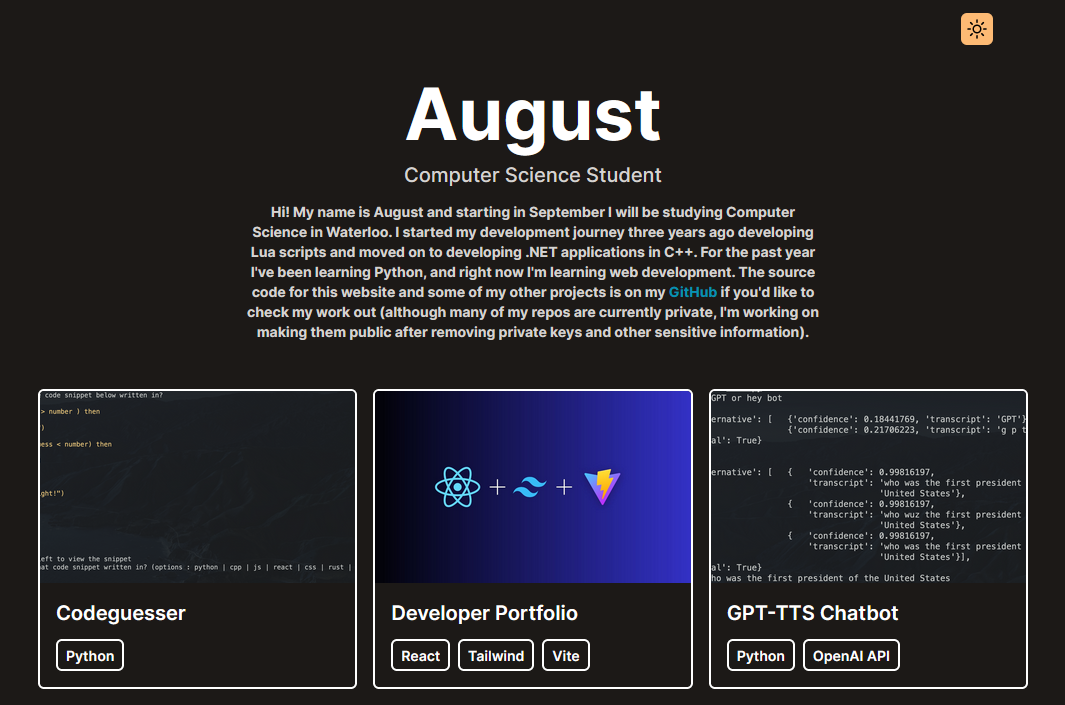 August
Computer Science Student
Hi! My name is August and starting in September I will be studying Computer
Science in Waterloo. I started my development journey three years ago developing
Lua scripts and moved on to developing .NET applications in C++. For the past year
I've been learning Python, and right now I'm learning web development. The source
code for this website and some of my other projects is on my GitHub if you'd like to
check my work out (although many of my repos are currently private, I'm working on
making them public after removing private keys and other sensitive information).
code snippet below written in?
> number ) then
)
ess < number) then
ght!")
eft to view the snippet
at code snippet written in? (options : python | cpp | js | react | css | rust |
Codeguesser
Python
+ +
Developer Portfolio
React Tailwind Vite
GPT or hey bot
ernative': [ {'confidence': 0.18441769, 'transcript': 'GPT'}
{'confidence': 0.21706223, 'transcript': 'g p t
al': True}
ernative': [ { 'confidence': 0.99816197,
'transcript': 'who was the first president
'United States'},
{ 'confidence': 0.99816197,
'transcript': 'who wuz the first president
'United States'},
{ 'confidence': 0.99816197,
'transcript': 'who was the first president
'United States'}],
al': True}
ho was the first president of the United States
GPT-TTS Chatbot
Python OpenAI API